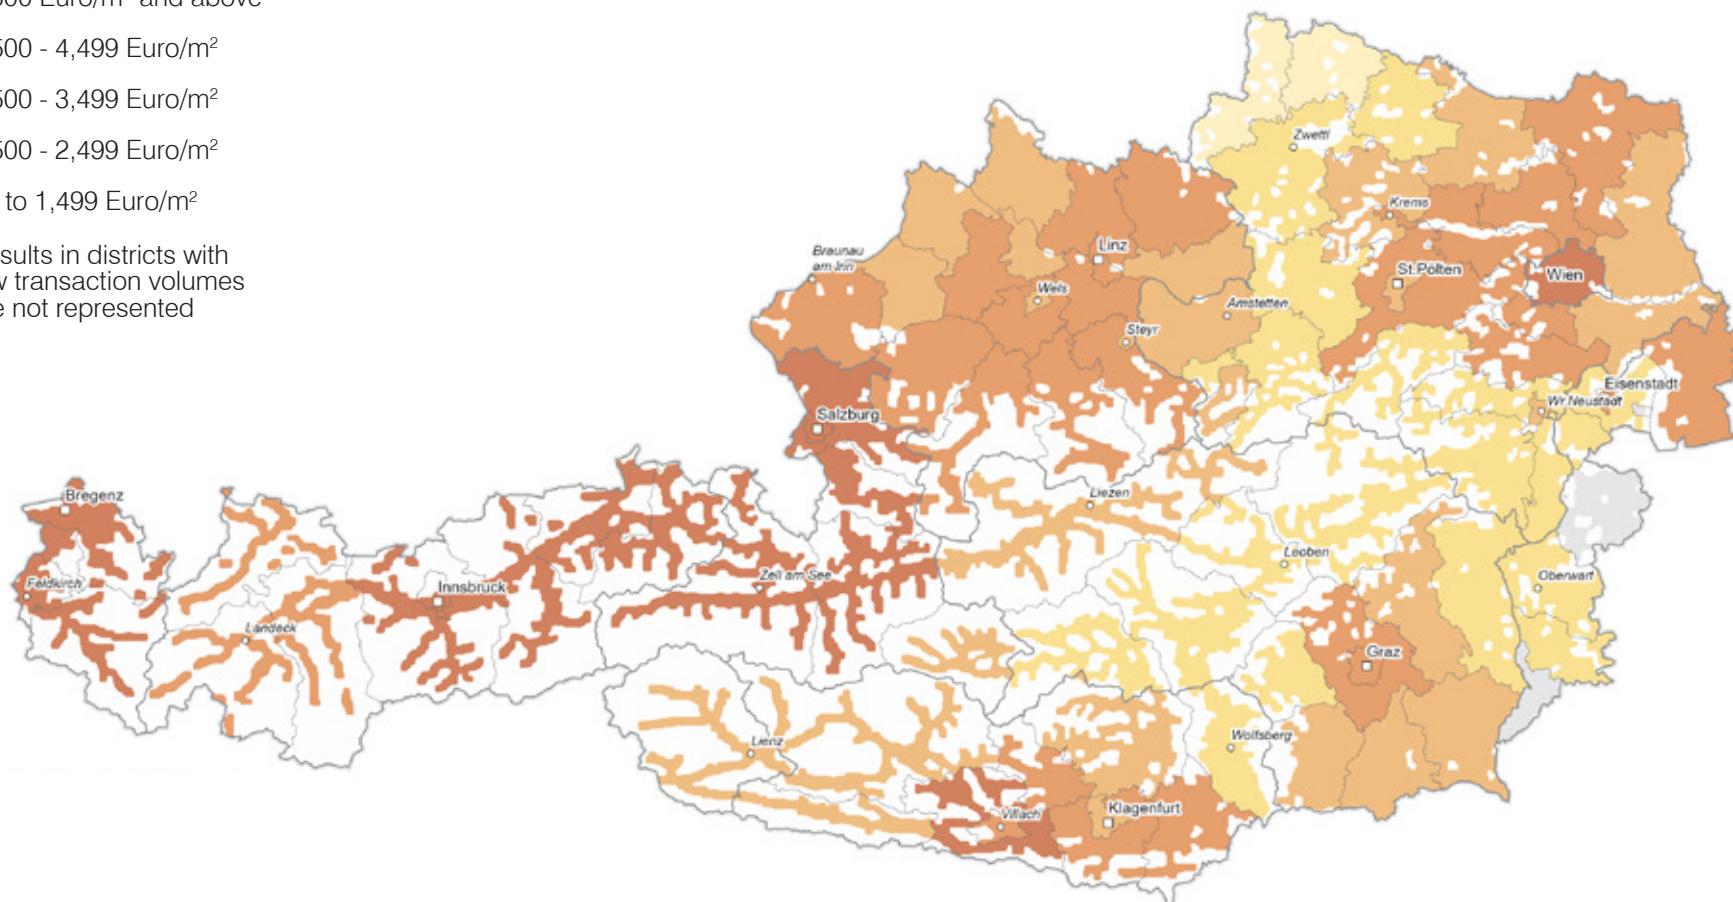 500 Euro/m² and above
500 - 4,499 Euro/m²
500 - 3,499 Euro/m²
500 - 2,499 Euro/m²
to 1,499 Euro/m²
sults in districts with
w transaction volumes
e not represented
Zwettl
Krems
Braunau
am Inn
Linz
St.Pölten
Wien
Wels
Amstetten
Steyr
Eisenstadt
Wr.Neustadt
Salzburg
Bregenz
Liezen
Leoben
Feldkirch
Innsbruck
Zell am See
Oberwart
Landeck
Graz
Lienz
Wolfsberg
Villach
Klagenfurt